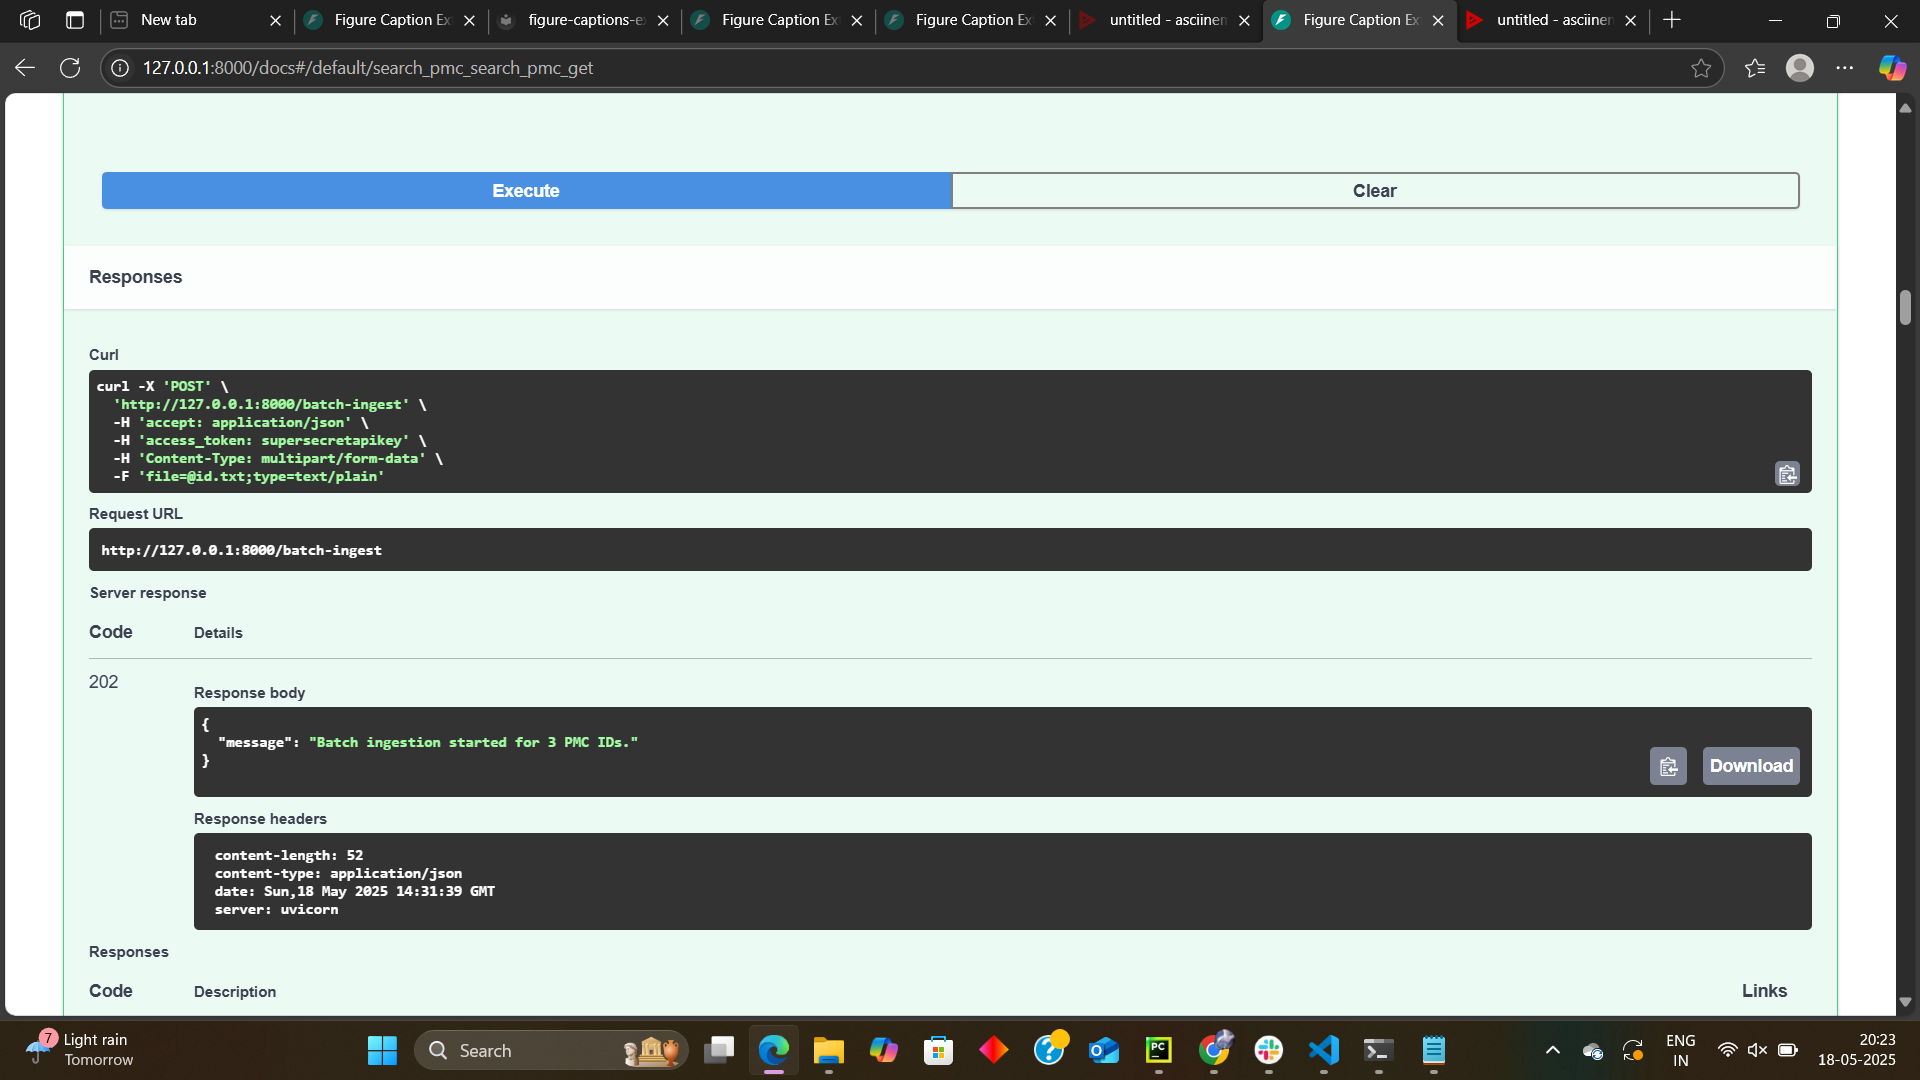 New tab
Figure Caption Ex
figure-captions-e
Figure Caption Ex
Figure Caption Ex
untitled - asciinen
Figure Caption Ex
untitled - asciinen
127.0.0.1:8000/docs#/default/search_pmc_search_pmc_get
Execute
Clear
Responses
Curl
curl -X 'POST' \
'http://127.0.0.1:8000/batch-ingest' \
-H 'accept: application/json' \
-H 'access_token: supersecretapikey' \
-H 'Content-Type: multipart/form-data' \
-F 'file=@id.txt;type=text/plain'
Request URL
http://127.0.0.1:8000/batch-ingest
Server response
Code Details
202
Response body
{
"message": "Batch ingestion started for 3 PMC IDs."
}
Download
Response headers
content-length: 52
content-type: application/json
date: Sun,18 May 2025 14:31:39 GMT
server: uvicorn
Responses
Code Description Links
7
Light rain
Tomorrow
Search
PC
ENG
IN
20:23
18-05-2025